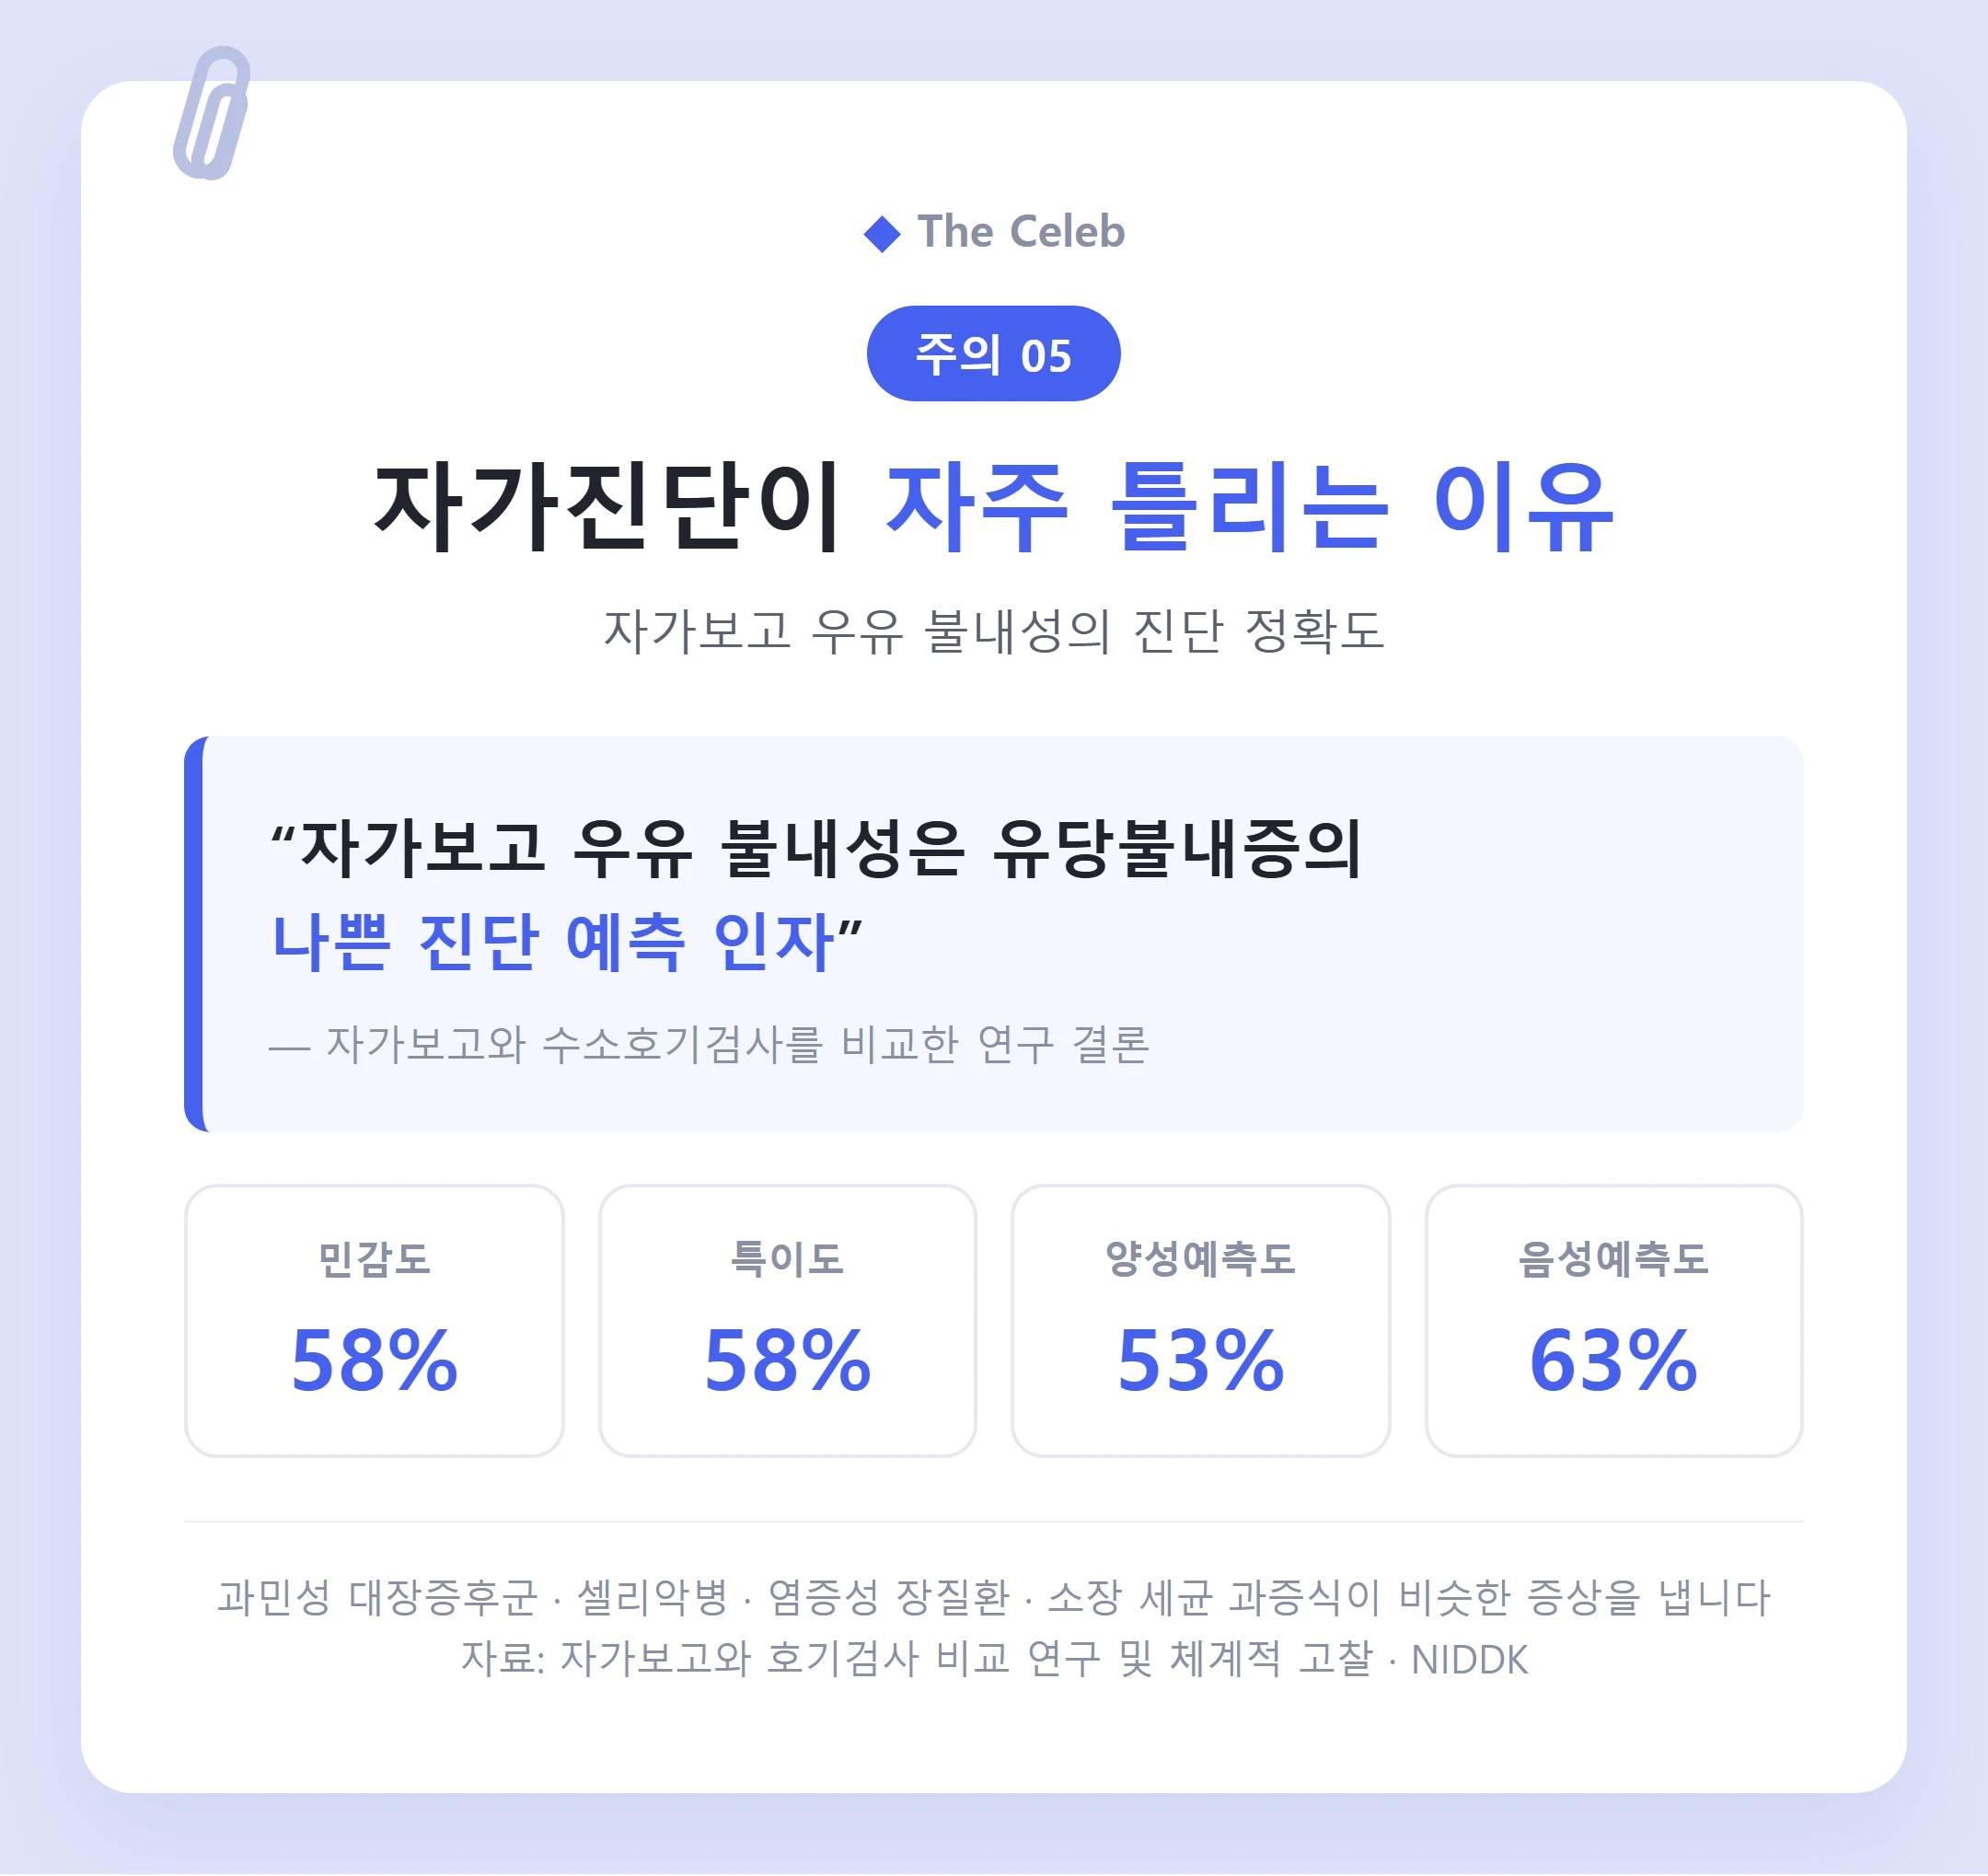 ◆ The Celeb
주의 05
자가진단이 자주 틀리는 이유
자가보고 우유 불내성의 진단 정확도
“자가보고 우유 불내성은 유당불내증의
나쁜 진단 예측 인자”
— 자가보고와 수소호기검사를 비교한 연구 결론
민감도
58%
특이도
58%
양성예측도
53%
음성예측도
63%
과민성 대장증후군 · 셀리악병 · 염증성 장질환 · 소장 세균 과증식이 비슷한 증상을 냅니다
자료: 자가보고와 호기검사 비교 연구 및 체계적 고찰 · NIDDK